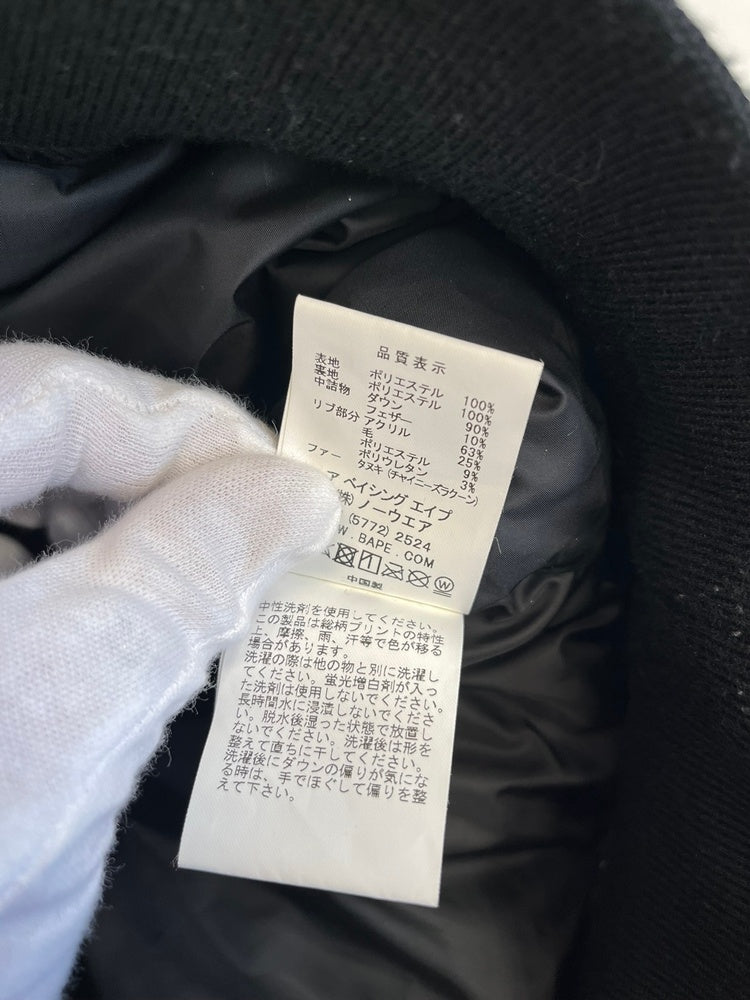 品質表示
表地 ポリエステル 100%
裏地 ポリエステル 100%
中詰物 ダウン 90%
フェザー 10%
リブ部分 アクリル 63%
毛 25%
ポリエステル 9%
ポリウレタン 3%
ファー タヌキ (チャイニーズラクーン)
ア ベイシング エイプ
(株) ノーウエア
(5772) 2524
W.BAPE.COM
W
中国製
中性洗剤を使用してください。
この製品は総柄プリントの特性
上、摩擦、雨、汗等で色が移る
場合があります。
洗濯の際は他の物と別に洗濯し
てください。蛍光増白剤が入っ
た洗剤は使用しないでください。
長時間水に浸漬しないでくださ
い。脱水後湿った状態で放置し
ないでください。洗濯後は形を
整えて直ちに干してください。
洗濯後にダウンの偏りが気にな
る時は、手でほぐして偏りを整
えて下さい。